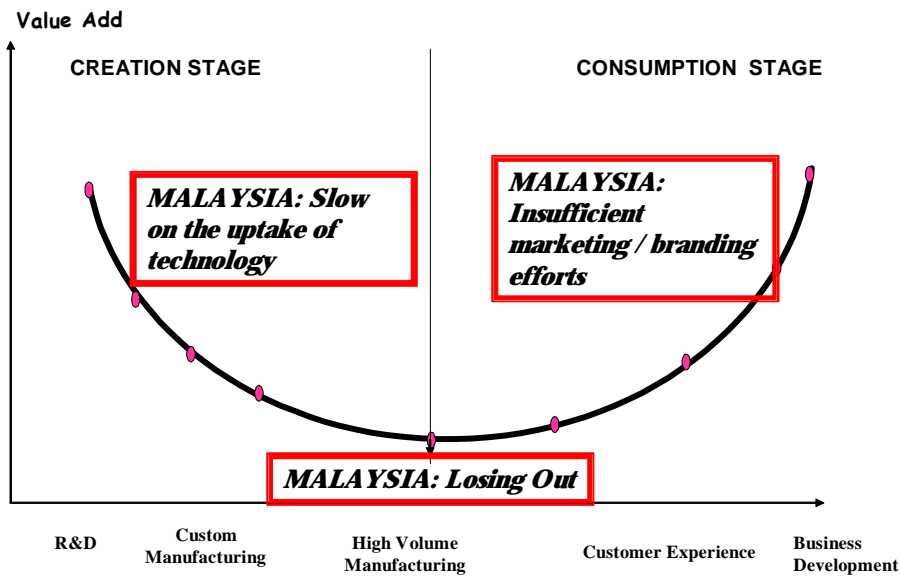 Value Add
CREATION STAGE
CONSUMPTION STAGE
MALAYSIA: Slow
on the uptake of
technology
MALAYSIA:
Insufficient
marketing / branding
efforts
MALAYSIA: Losing Out
R&D
Custom
Manufacturing
High Volume
Manufacturing
Customer Experience
Business
Development